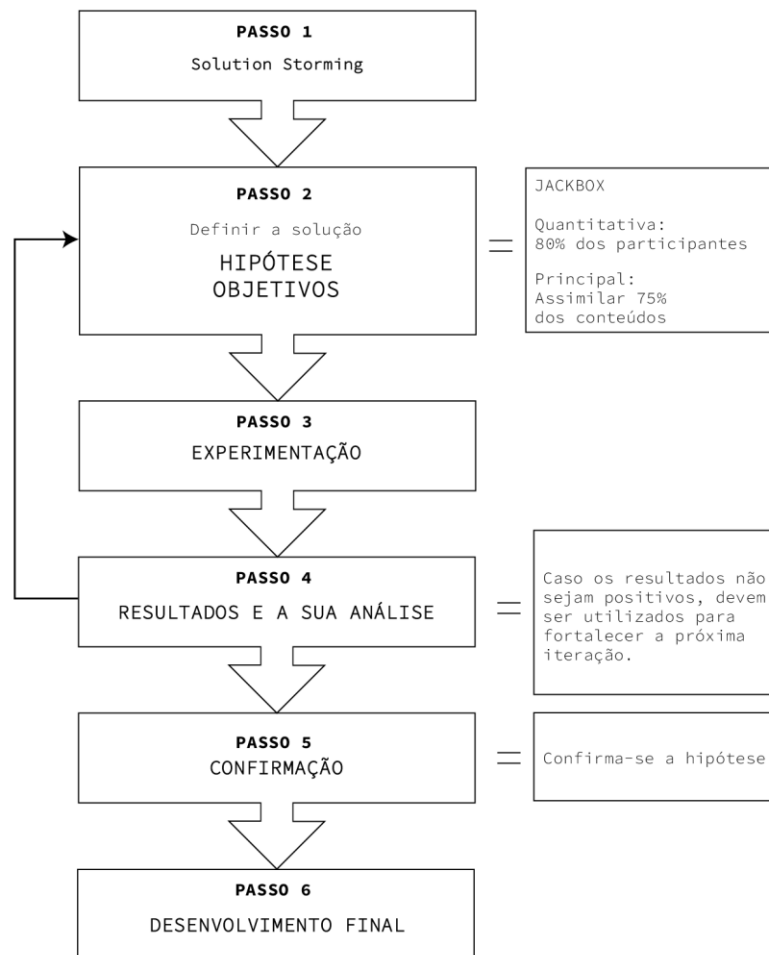 PASSO 1
Solution Storming
PASSO 2
Definir a solução
HIPÓTESE
OBJETIVOS
JACKBOX
Quantitativa:
80% dos participantes
Principal:
Assimilar 75%
dos conteúdos
PASSO 3
EXPERIMENTAÇÃO
PASSO 4
RESULTADOS E A SUA ANÁLISE
Caso os resultados não
sejam positivos, devem
ser utilizados para
fortalecer a próxima
iteração.
PASSO 5
CONFIRMAÇÃO
Confirma-se a hipótese
PASSO 6
DESENVOLVIMENTO FINAL